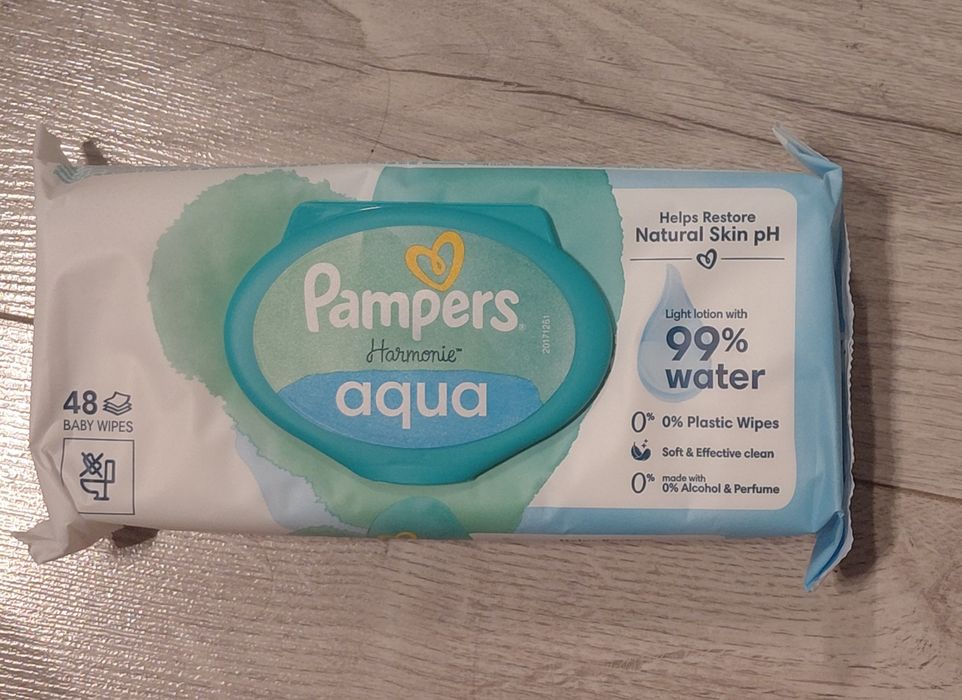 Pampers®
Harmonie™
aqua
20171261
48
BABY WIPES
Helps Restore
Natural Skin pH
Light lotion with
99%
water
0% 0% Plastic Wipes
Soft & Effective clean
0% made with
0% Alcohol & Perfume